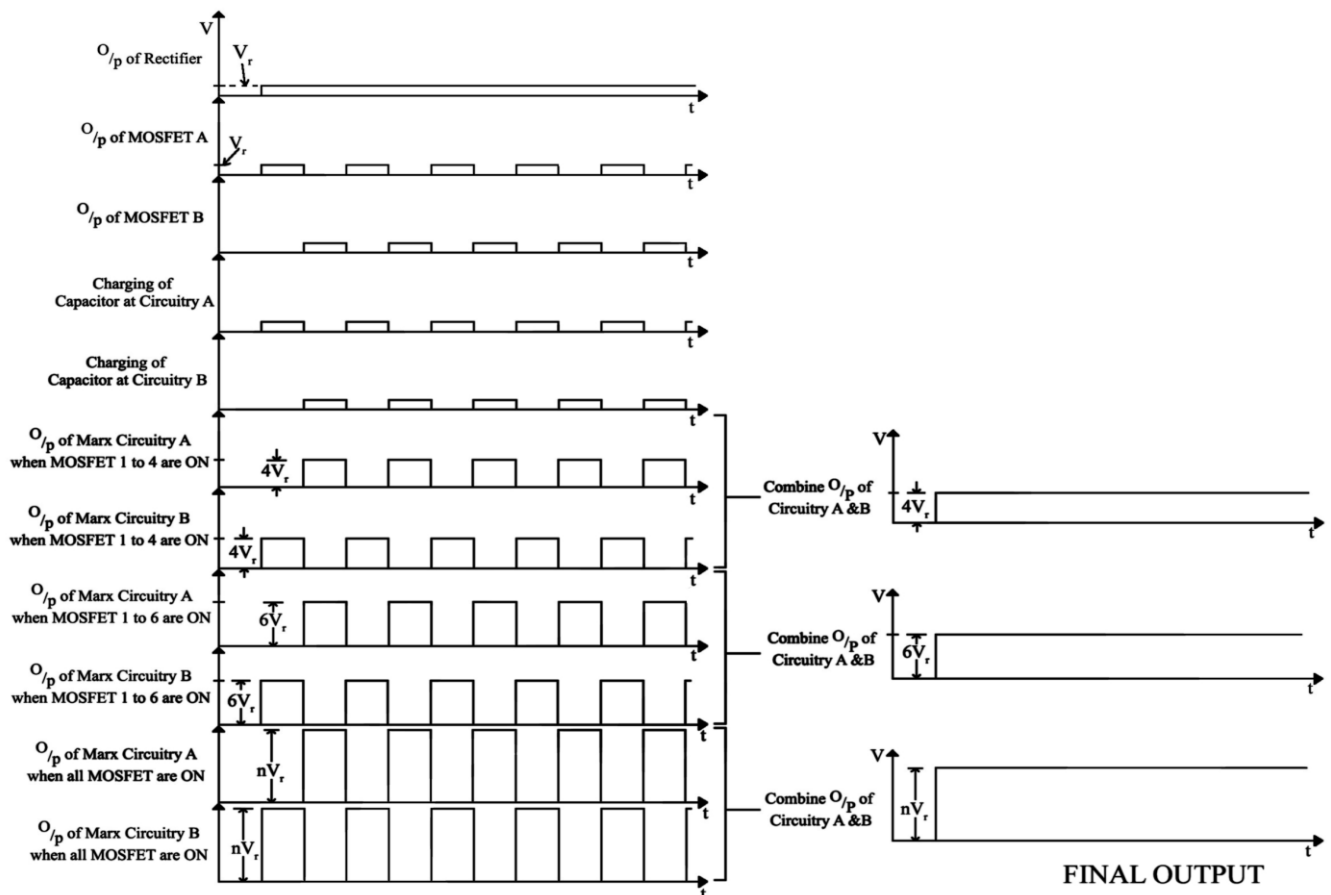 V
O/p of Rectifier
Vr
t
O/p of MOSFET A
Vr
t
O/p of MOSFET B
t
Charging of
Capacitor at Circuitry A
t
Charging of
Capacitor at Circuitry B
t
O/p of Marx Circuitry A
when MOSFET 1 to 4 are ON
4Vr
t
O/p of Marx Circuitry B
when MOSFET 1 to 4 are ON
4Vr
t
Combine O/P of
Circuitry A &B
V
4Vr
t
O/p of Marx Circuitry A
when MOSFET 1 to 6 are ON
6Vr
t
O/p of Marx Circuitry B
when MOSFET 1 to 6 are ON
6Vr
t
Combine O/p of
Circuitry A &B
V
6Vr
t
O/p of Marx Circuitry A
when all MOSFET are ON
nVr
t
O/p of Marx Circuitry B
when all MOSFET are ON
nVr
t
Combine O/p of
Circuitry A &B
V
nVr
t
FINAL OUTPUT